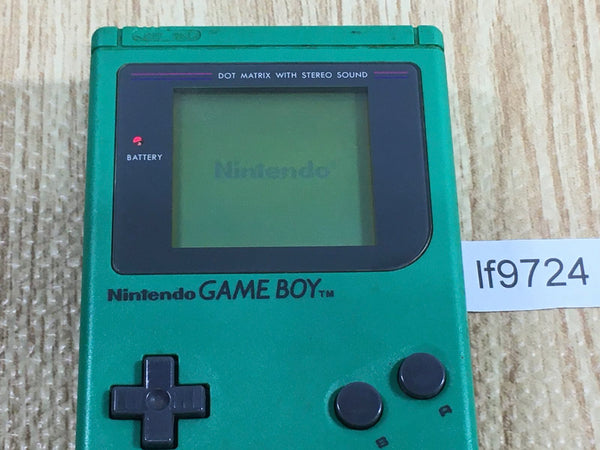 DOT MATRIX WITH STEREO SOUND
BATTERY
Nintendo
lf9724
Nintendo GAME BOY™
A
B